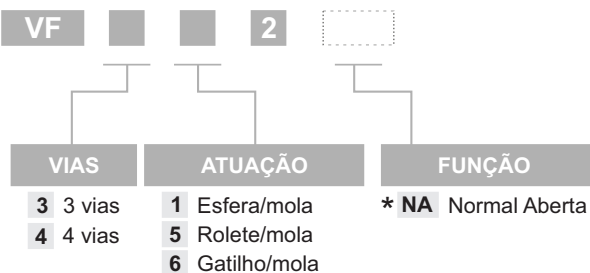 VF 2
VIAS ATUAÇÃO FUNÇÃO
3 3 vias 1 Esfera/mola * NA Normal Aberta
4 4 vias 5 Rolete/mola
6 Gatilho/mola